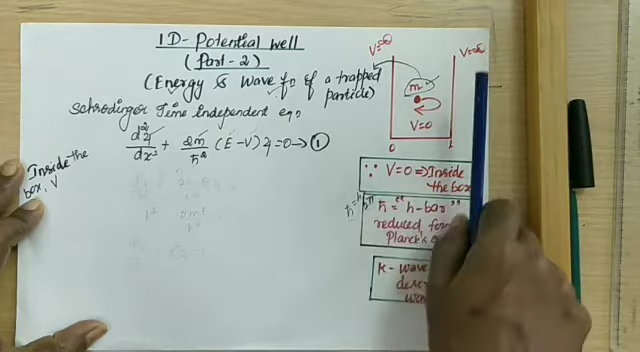 1D-Potential well
(Part-2)
(Energy & Wave fn of a trapped particle)
Schrodinger Time independent eqn
d²ψ/dx² + 2m/ħ² (E-V)ψ=0→①
Inside the
box, V
V=∞
V=∞
m
V=0
0
L
∵ V=0 ⇒ Inside
the box
ħ = "h-bar"
reduced
Planck's
K - wave